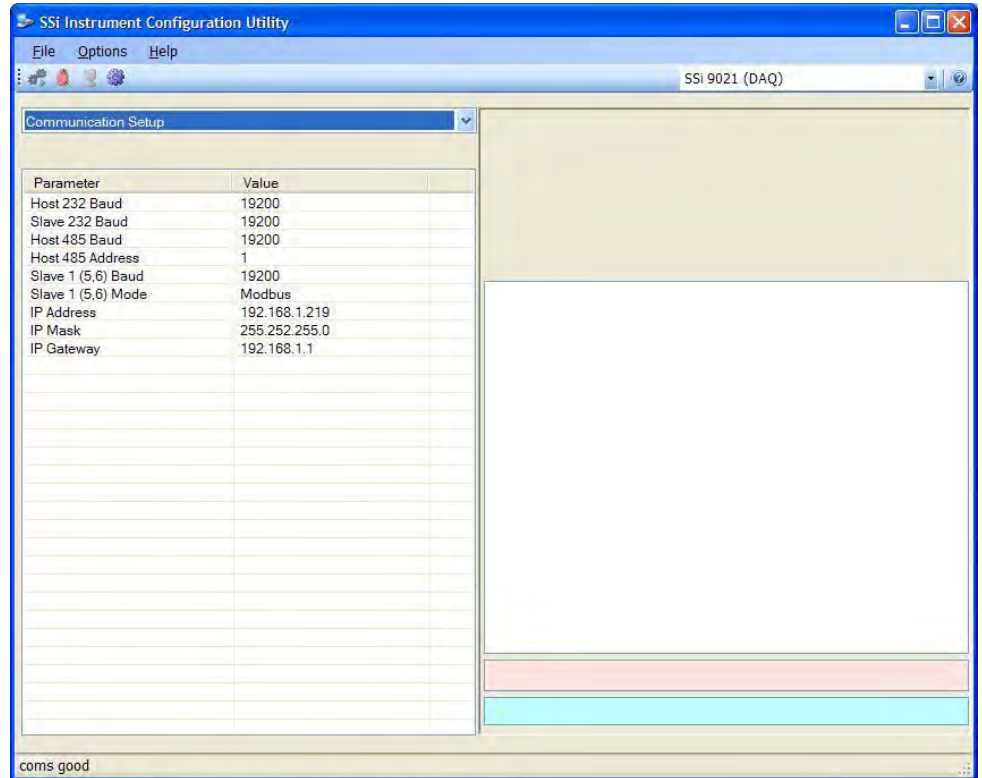 SSi Instrument Configuration Utility
File Options Help
SSi 9021 (DAQ)
Communication Setup
Parameter Value
Host 232 Baud 19200
Slave 232 Baud 19200
Host 485 Baud 19200
Host 485 Address 1
Slave 1 (5,6) Baud 19200
Slave 1 (5,6) Mode Modbus
IP Address 192.168.1.219
IP Mask 255.252.255.0
IP Gateway 192.168.1.1
coms good